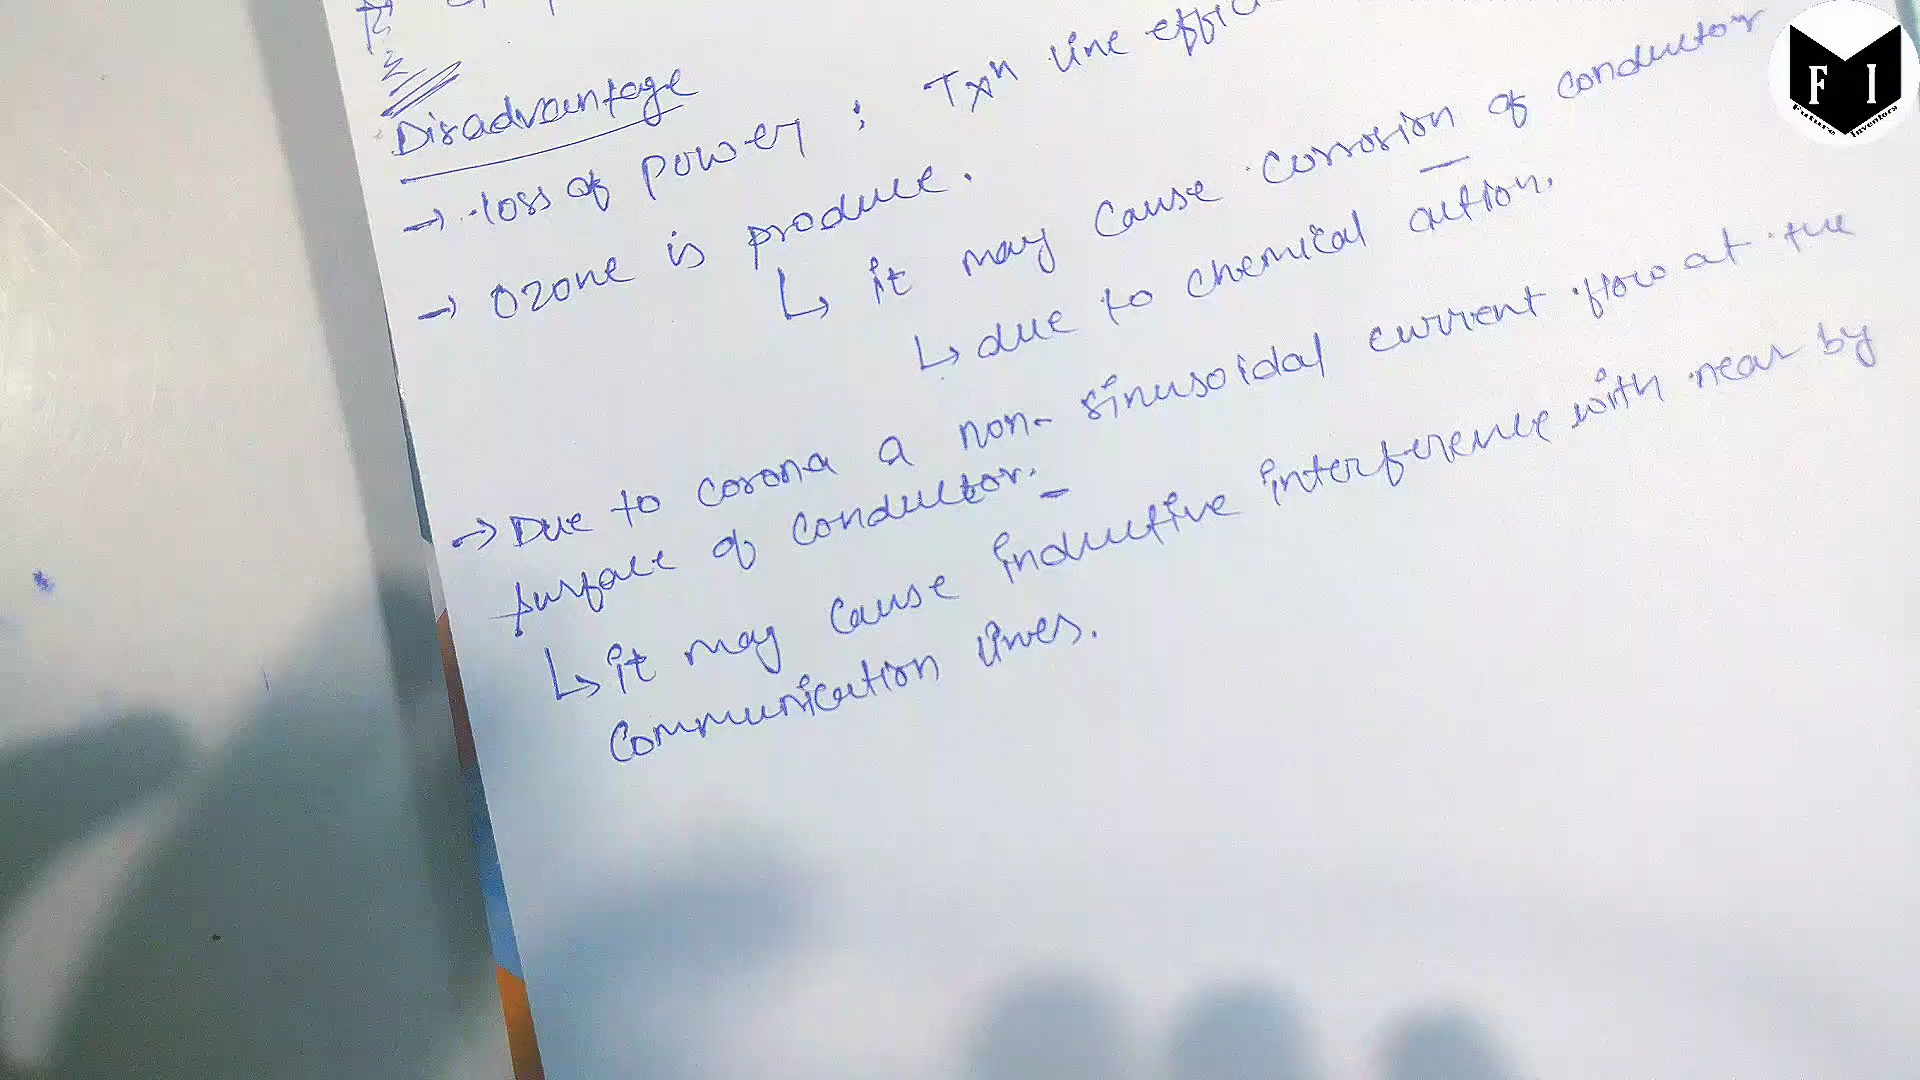 Disadvantage
→ loss of power : Txn line
→ Ozone is produce.
↳ it may cause corrosion of conductor
↳ due to chemical action.
→ Due to corona a non-sinusoidal current flow at the
surface of conductor.
↳ it may cause inductive interference with near by
communication lines.
F I
Future Inventors